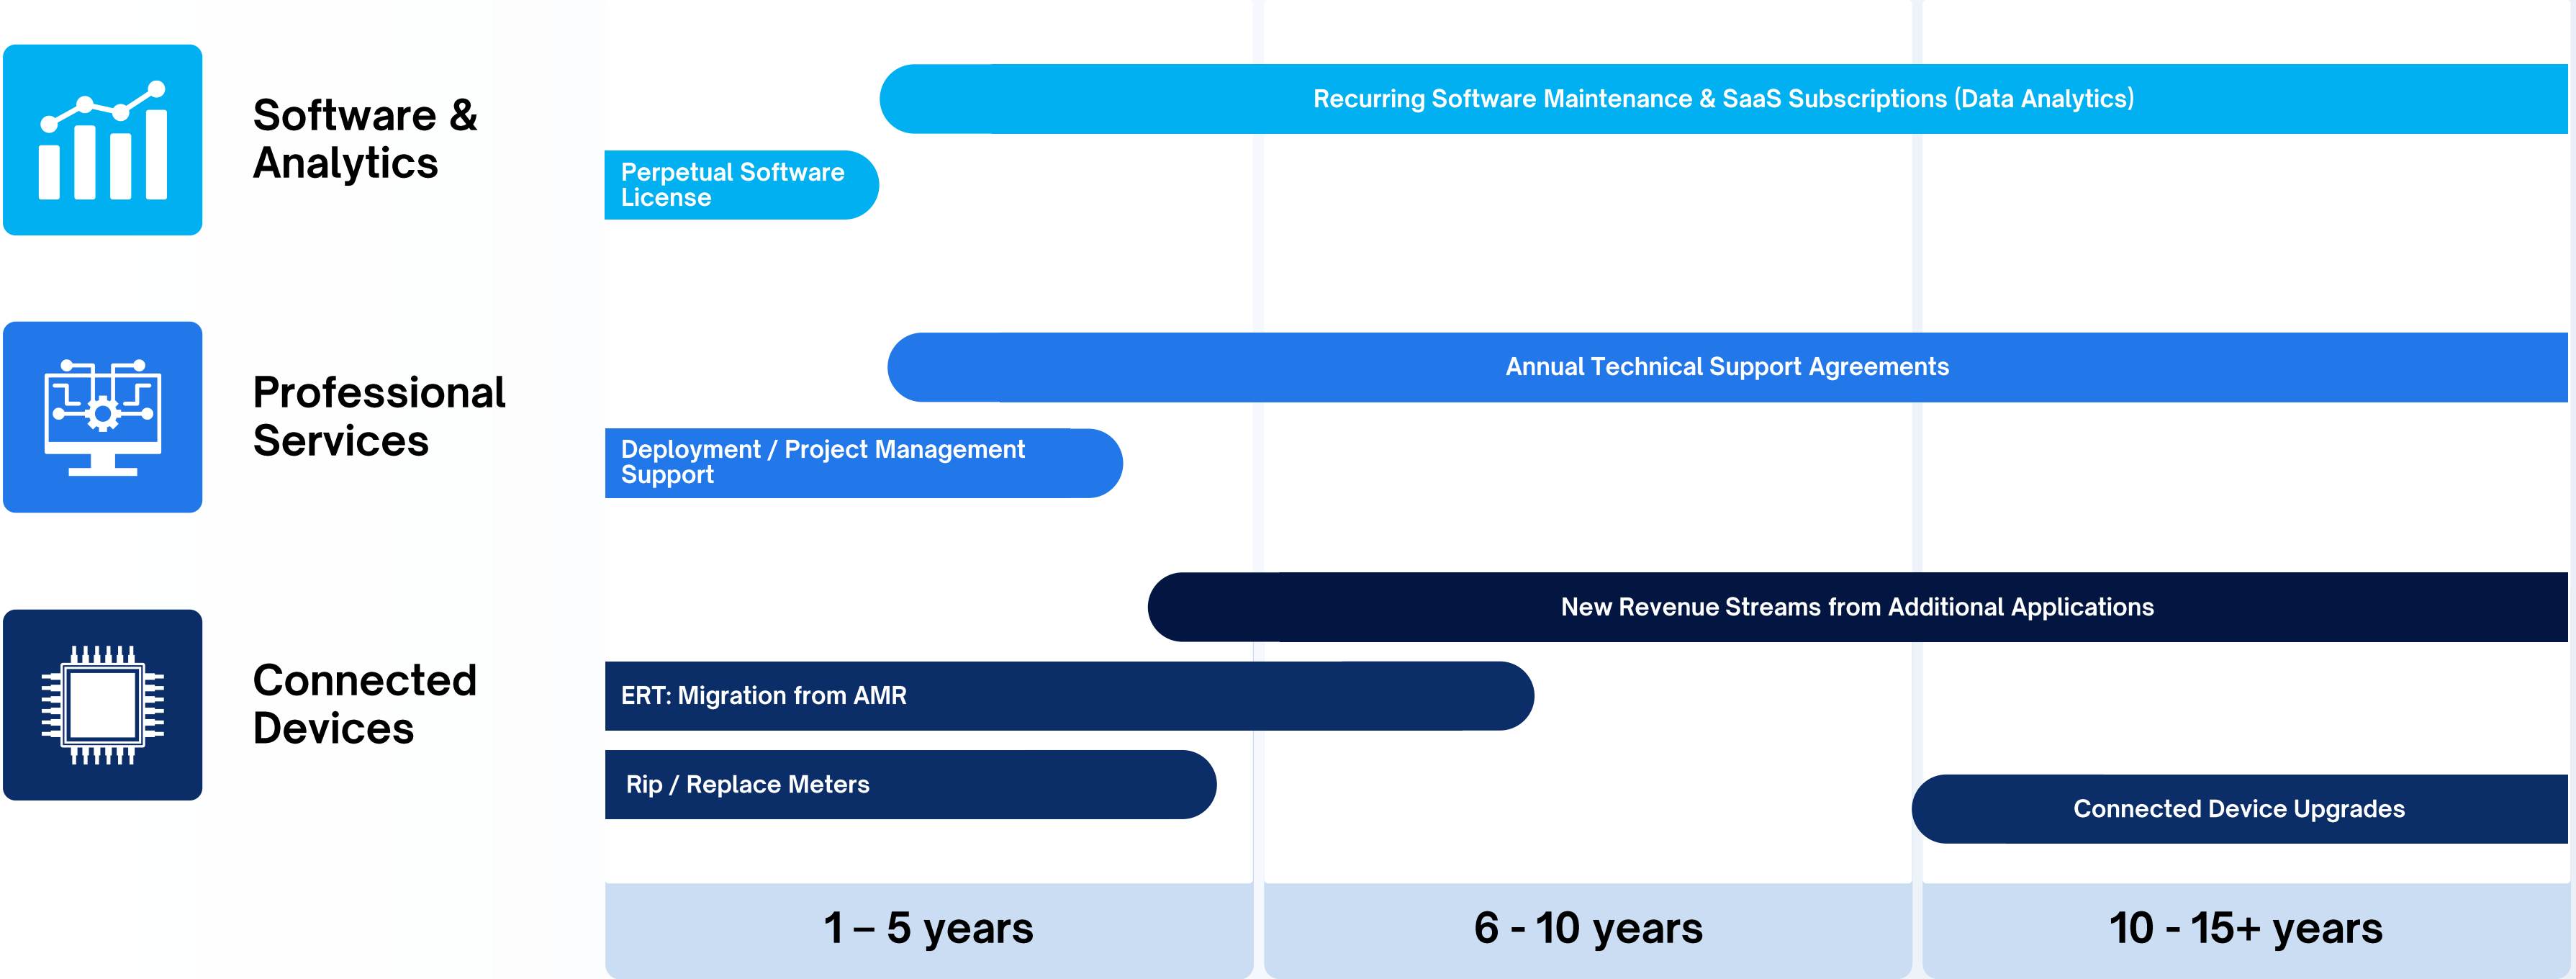 Software &
Analytics
Recurring Software Maintenance & SaaS Subscriptions (Data Analytics)
Perpetual Software
License
Professional
Services
Annual Technical Support Agreements
Deployment / Project Management
Support
Connected
Devices
New Revenue Streams from Additional Applications
ERT: Migration from AMR
Rip / Replace Meters
Connected Device Upgrades
1 – 5 years
6 - 10 years
10 - 15+ years